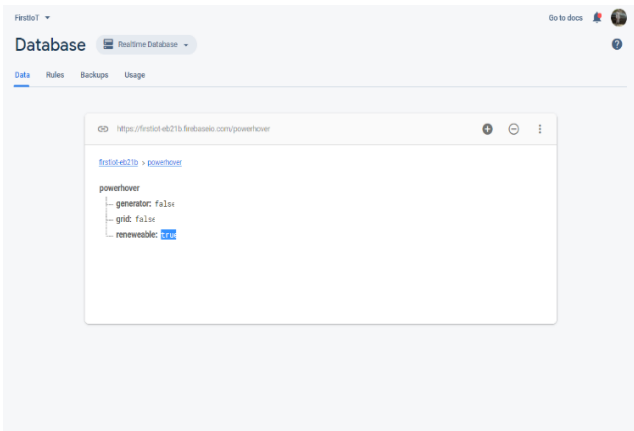 FirstIoT
Go to docs
Database
Realtime Database
Data Rules Backups Usage
https://firstiot-eb21b.firebaseio.com/powerhover
firstiot-eb21b > powerhover
powerhover
generator: false
grid: false
reneweable: true